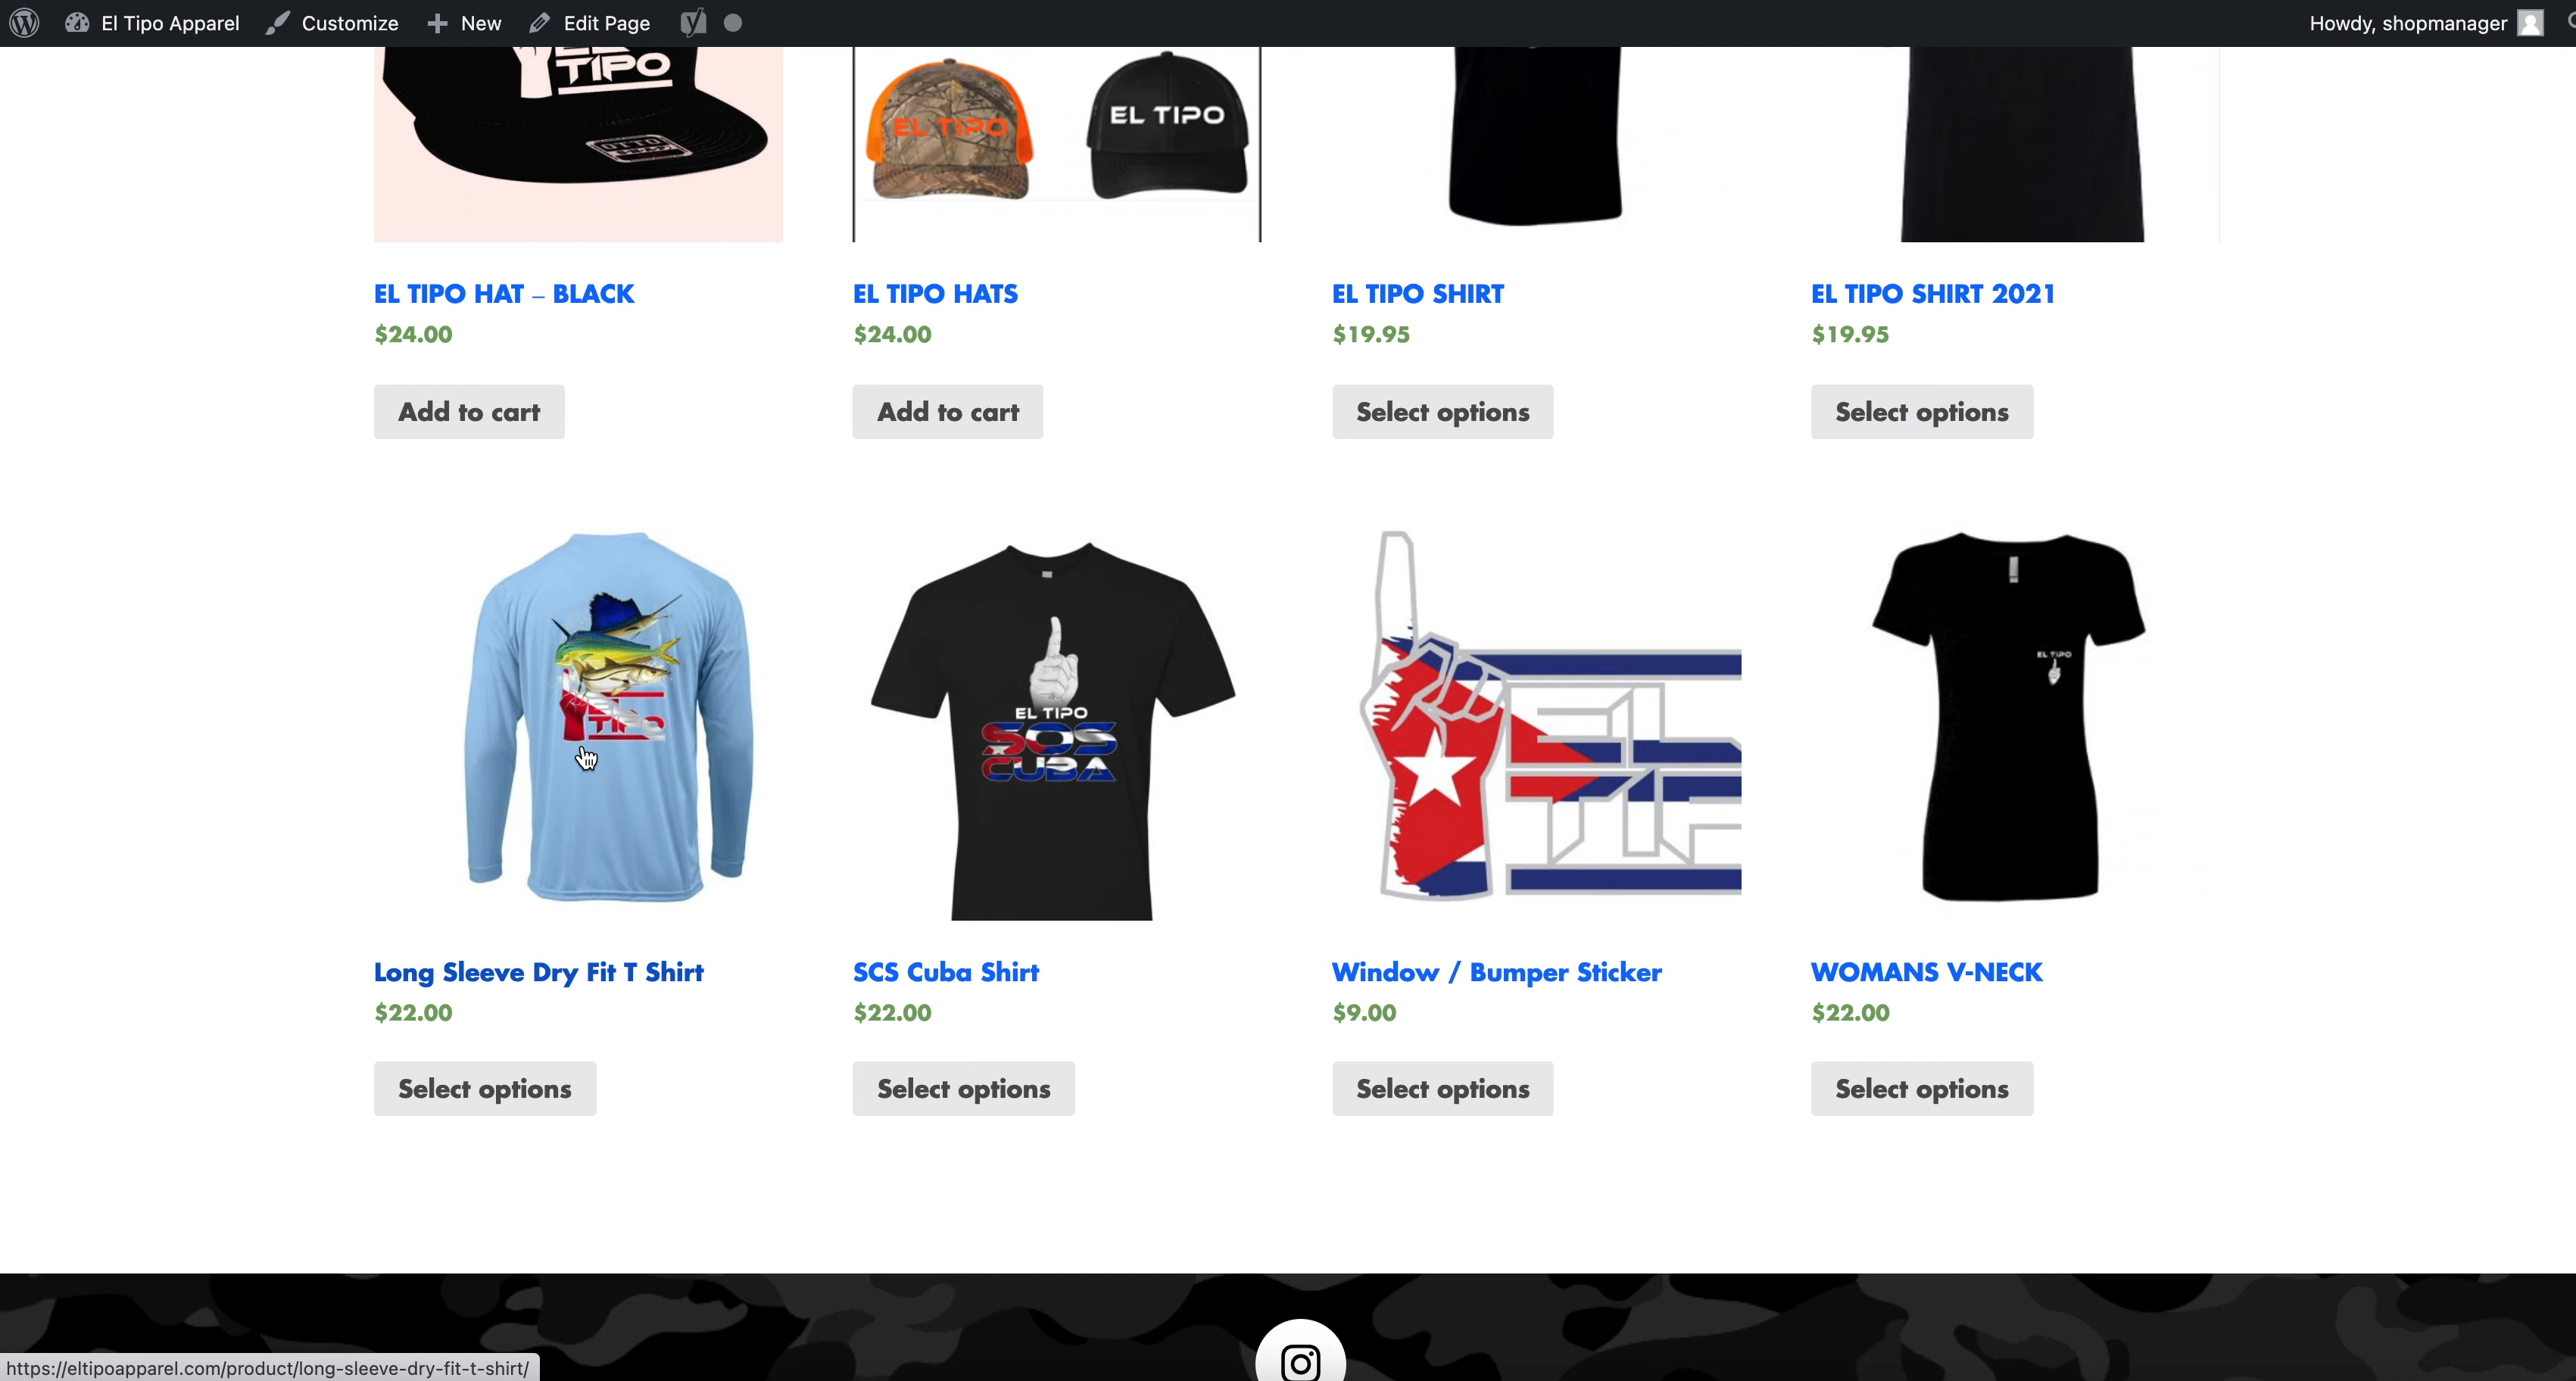 El Tipo Apparel Customize New Edit Page Howdy, shopmanager
TIPO
OTTO
EL TIPO EL TIPO
EL TIPO HAT – BLACK EL TIPO HATS EL TIPO SHIRT EL TIPO SHIRT 2021
$24.00 $24.00 $19.95 $19.95
Add to cart Add to cart Select options Select options
EL TIPO
SOS
CUBA
TIPO
EL TIPO
Long Sleeve Dry Fit T Shirt SCS Cuba Shirt Window / Bumper Sticker WOMANS V-NECK
$22.00 $22.00 $9.00 $22.00
Select options Select options Select options Select options
https://eltipoapparel.com/product/long-sleeve-dry-fit-t-shirt/